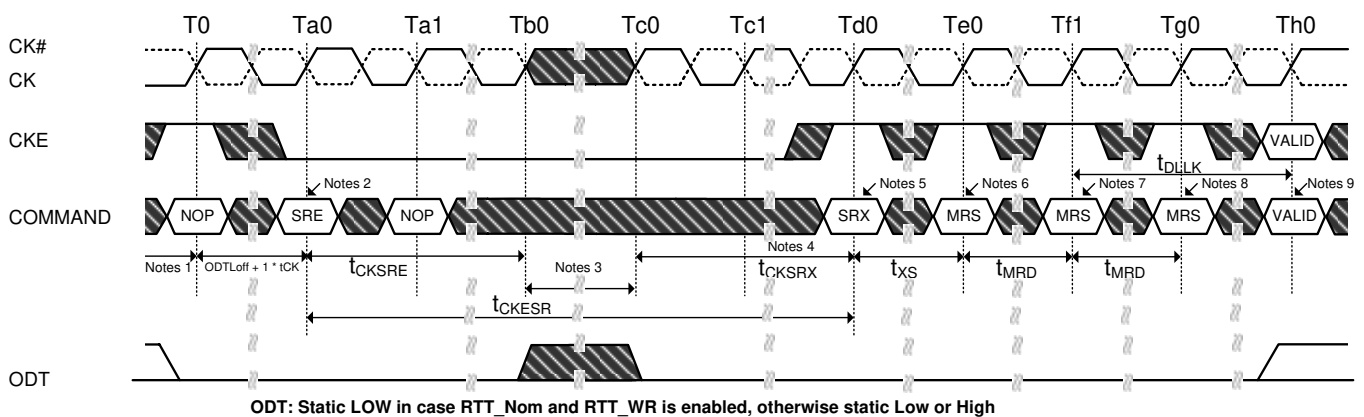 T0 Ta0 Ta1 Tb0 Tc0 Tc1 Td0 Te0 Tf1 Tg0 Th0
CK#
CK
CKE
VALID
tDLLK
Notes 2 Notes 5 Notes 6 Notes 7 Notes 8 Notes 9
COMMAND NOP SRE NOP SRX MRS MRS MRS VALID
Notes 1 ODTLoff + 1 * tCK tCKSRE Notes 3 Notes 4 tCKSRX tXS tMRD tMRD
tCKESR
ODT
ODT: Static LOW in case RTT_Nom and RTT_WR is enabled, otherwise static Low or High